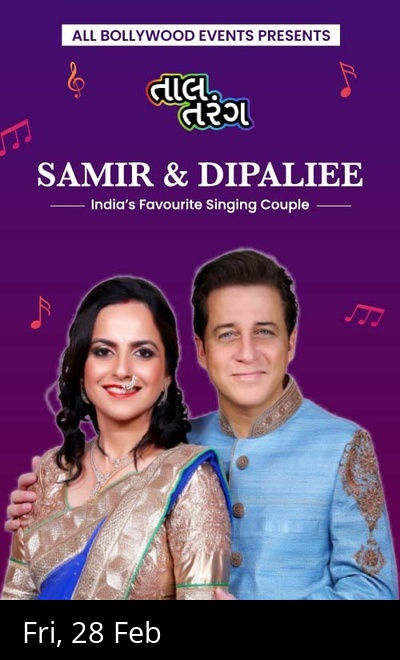 ALL BOLLYWOOD EVENTS PRESENTS
તાલ
તરંગ
SAMIR & DIPALIEE
India's Favourite Singing Couple
Fri, 28 Feb